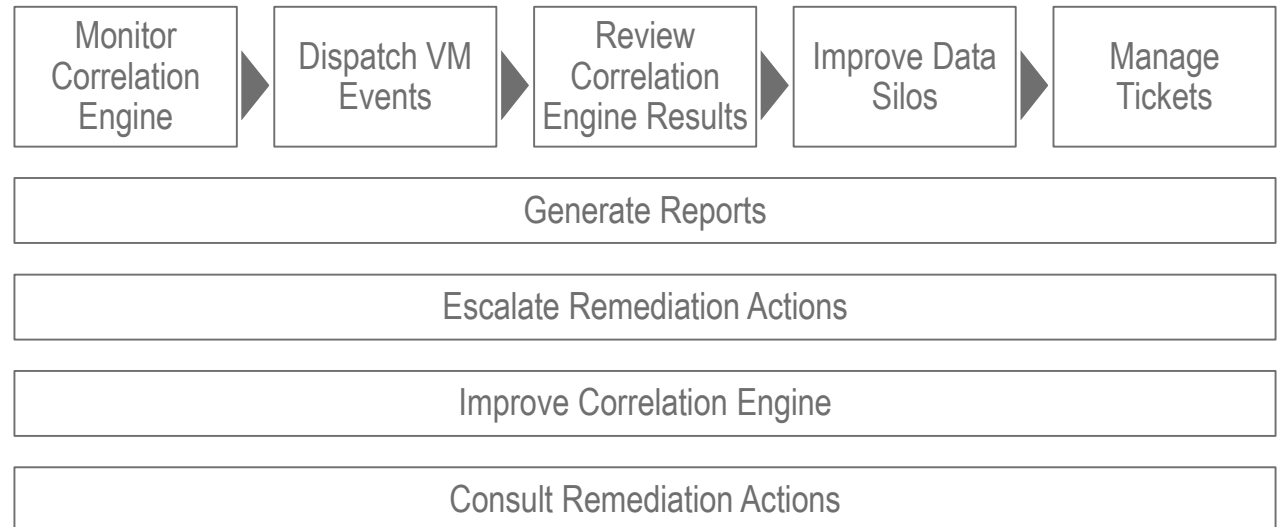 Monitor
Correlation
Engine
Dispatch VM
Events
Review
Correlation
Engine Results
Improve Data
Silos
Manage
Tickets
Generate Reports
Escalate Remediation Actions
Improve Correlation Engine
Consult Remediation Actions